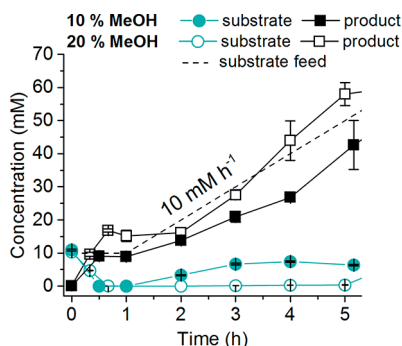 10 % MeOH substrate product
20 % MeOH substrate product
substrate feed
70
60
50
40
30
20
10
0
Concentration (mM)
10 mM h⁻¹
0 1 2 3 4 5
Time (h)